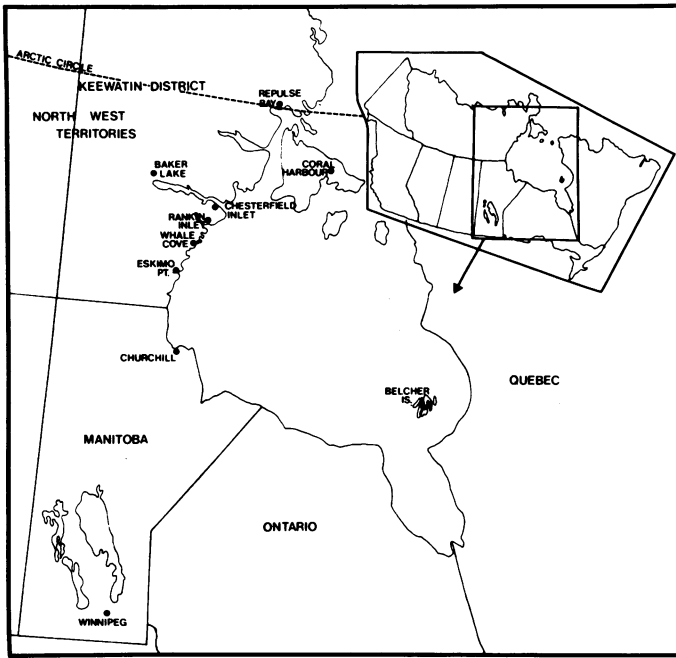 ARCTIC CIRCLE
KEEWATIN DISTRICT
REPULSE
BAY
NORTH WEST
TERRITORIES
BAKER
LAKE
CORAL
HARBOUR
CHESTERFIELD
INLET
RANKIN
INLET
WHALE
COVE
ESKIMO
PT.
CHURCHILL
BELCHER
IS.
QUEBEC
MANITOBA
ONTARIO
WINNIPEG